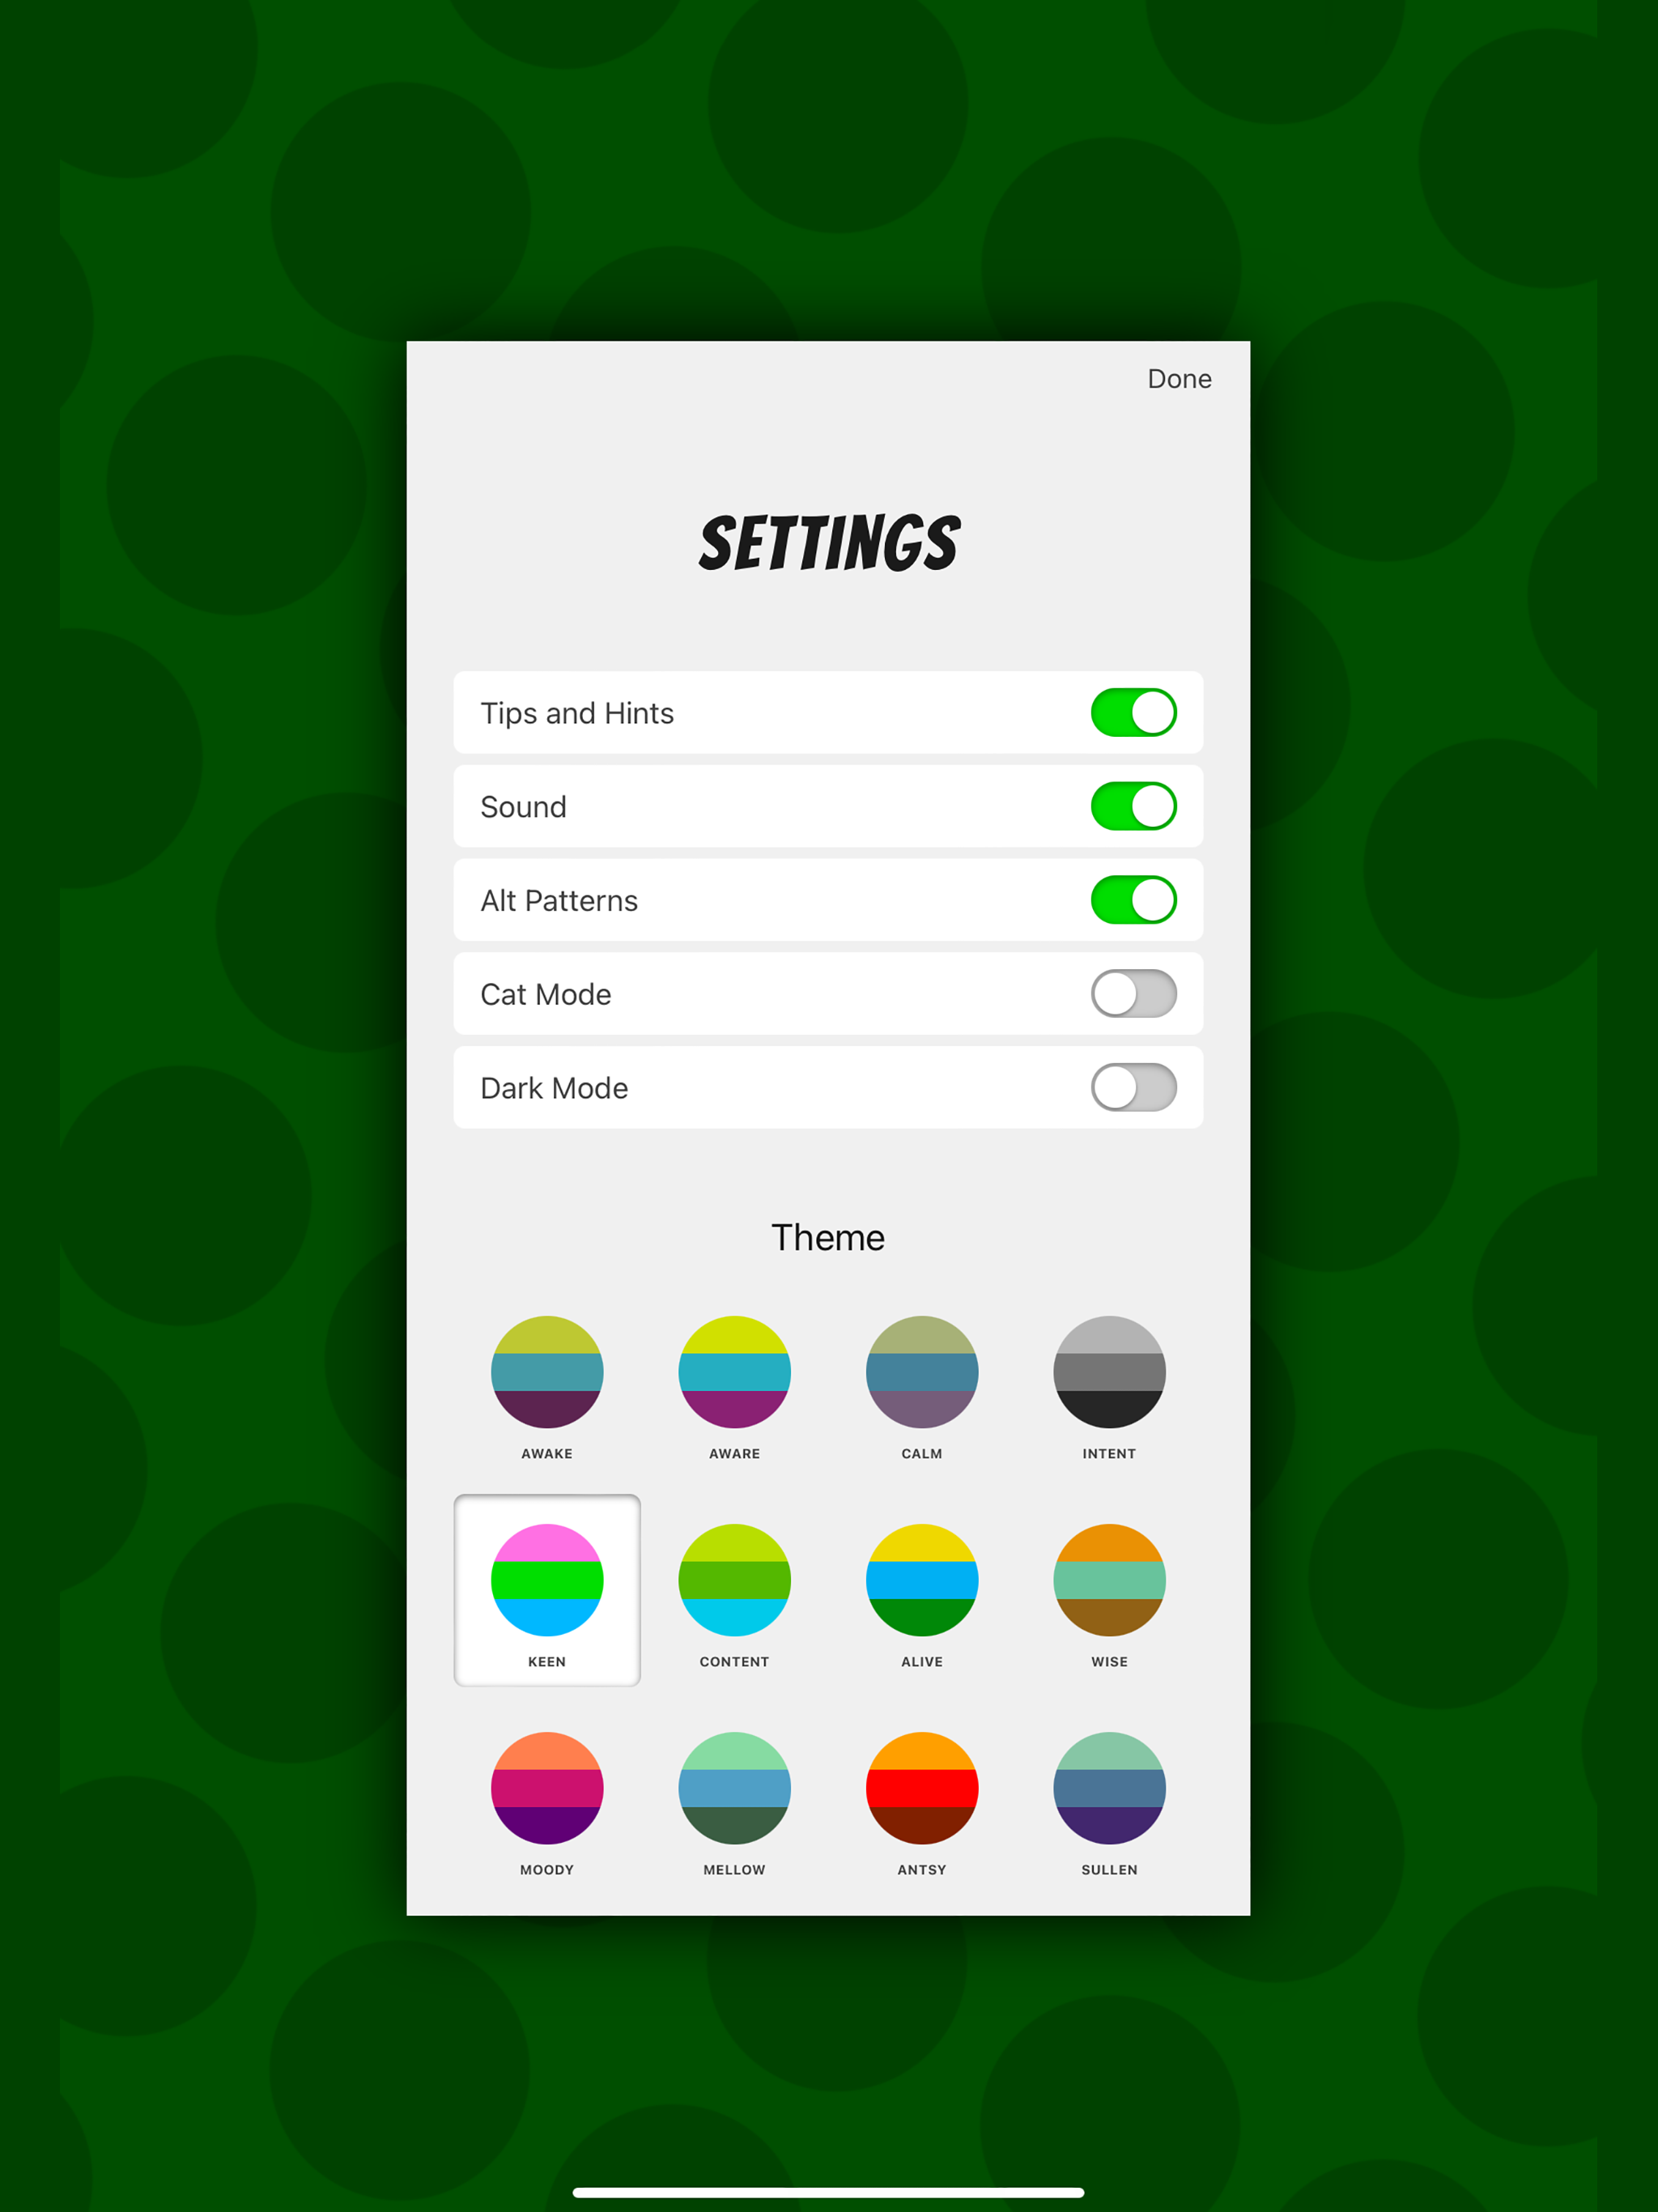 Done
SETTINGS
Tips and Hints
Sound
Alt Patterns
Cat Mode
Dark Mode
Theme
AWAKE AWARE CALM INTENT
KEEN CONTENT ALIVE WISE
MOODY MELLOW ANTSY SULLEN